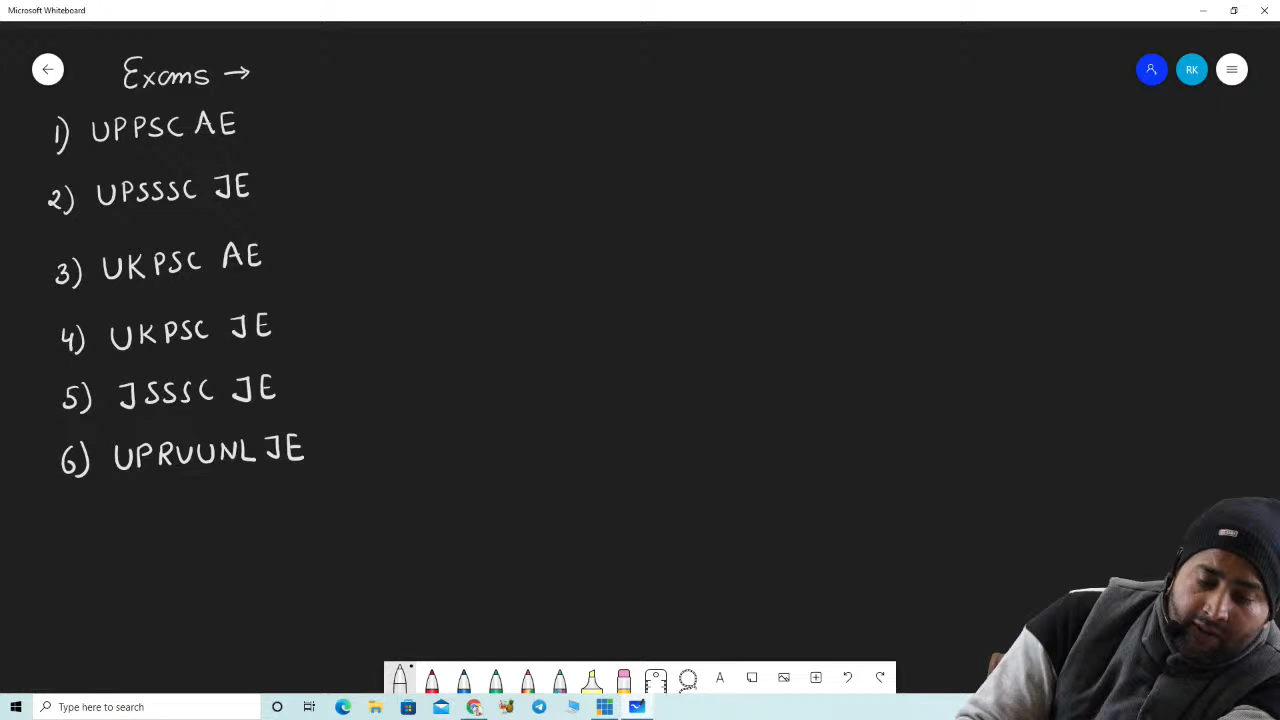 Microsoft Whiteboard
Exams →
RK
1) UPPSC AE
2) UPSSSC JE
3) UKPSC AE
4) UKPSC JE
5) JSSSC JE
6) UPRVUNL JE
A
Type here to search